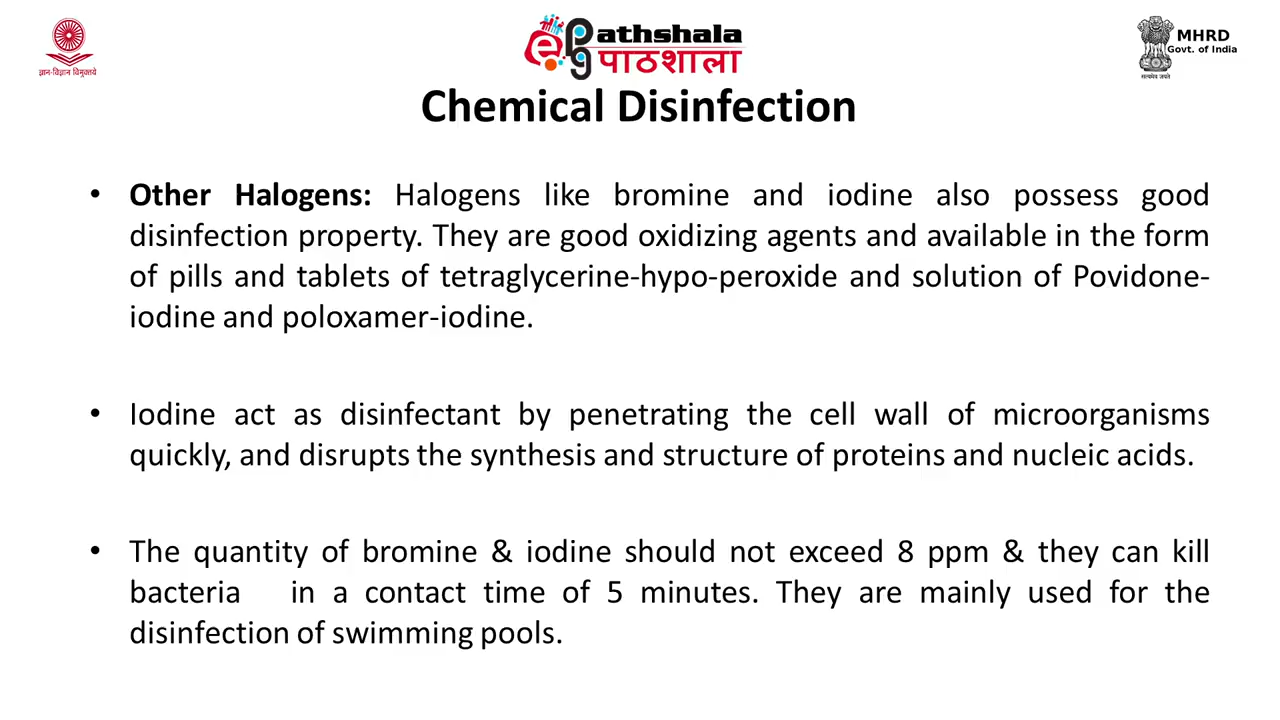 ज्ञान-विज्ञान विमुक्तये
ePathshala
पाठशाला
MHRD
Govt. of India
सत्यमेव जयते
Chemical Disinfection
• Other Halogens: Halogens like bromine and iodine also possess good
disinfection property. They are good oxidizing agents and available in the form
of pills and tablets of tetraglycerine-hypo-peroxide and solution of Povidone-
iodine and poloxamer-iodine.
• Iodine act as disinfectant by penetrating the cell wall of microorganisms
quickly, and disrupts the synthesis and structure of proteins and nucleic acids.
• The quantity of bromine & iodine should not exceed 8 ppm & they can kill
bacteria in a contact time of 5 minutes. They are mainly used for the
disinfection of swimming pools.